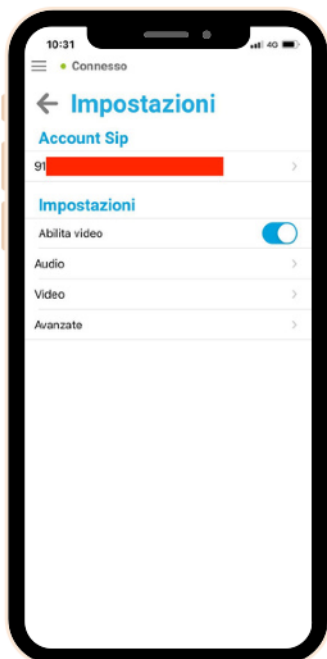 10:31
4G
Connesso
Impostazioni
Account Sip
91
Impostazioni
Abilita video
Audio
Video
Avanzate